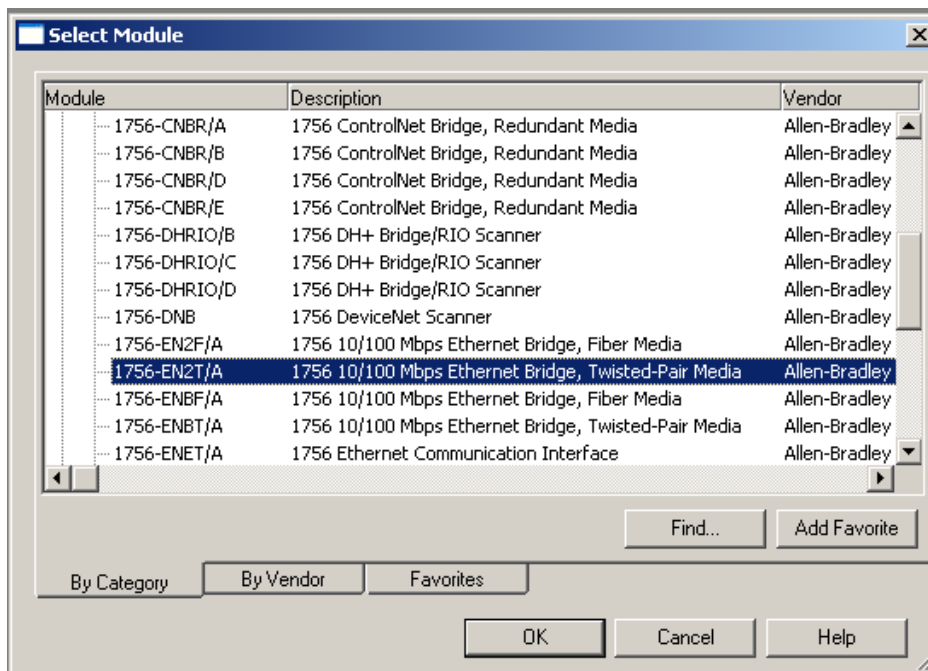 Select Module
Module Description Vendor
1756-CNBR/A 1756 ControlNet Bridge, Redundant Media Allen-Bradley
1756-CNBR/B 1756 ControlNet Bridge, Redundant Media Allen-Bradley
1756-CNBR/D 1756 ControlNet Bridge, Redundant Media Allen-Bradley
1756-CNBR/E 1756 ControlNet Bridge, Redundant Media Allen-Bradley
1756-DHRIO/B 1756 DH+ Bridge/RIO Scanner Allen-Bradley
1756-DHRIO/C 1756 DH+ Bridge/RIO Scanner Allen-Bradley
1756-DHRIO/D 1756 DH+ Bridge/RIO Scanner Allen-Bradley
1756-DNB 1756 DeviceNet Scanner Allen-Bradley
1756-EN2F/A 1756 10/100 Mbps Ethernet Bridge, Fiber Media Allen-Bradley
1756-EN2T/A 1756 10/100 Mbps Ethernet Bridge, Twisted-Pair Media Allen-Bradley
1756-ENBF/A 1756 10/100 Mbps Ethernet Bridge, Fiber Media Allen-Bradley
1756-ENBT/A 1756 10/100 Mbps Ethernet Bridge, Twisted-Pair Media Allen-Bradley
1756-ENET/A 1756 Ethernet Communication Interface Allen-Bradley
Find... Add Favorite
By Category By Vendor Favorites
OK Cancel Help